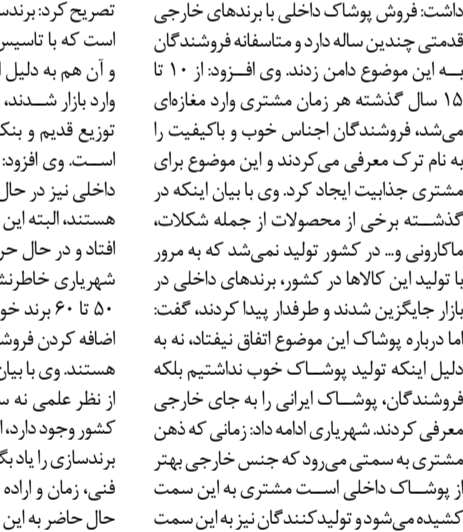 داشت: فروش پوشاک داخلی با برندهای خارجی
قدمتی چندین ساله دارد و متاسفانه فروشندگان
به این موضوع دامن زدند. وی افزود: از ۱۰ تا
۱۵ سال گذشته هر زمان مشتری وارد مغازه‌ای
می‌شد، فروشندگان اجناس خوب و باکیفیت را
به نام ترک معرفی می‌کردند و این موضوع برای
مشتری جذابیت ایجاد کرد. وی با بیان اینکه در
گذشته برخی از محصولات از جمله شکلات،
ماکارونی و... در کشور تولید نمی‌شد که به مرور
با تولید این کالاها در کشور، برندهای داخلی در
بازار جایگزین شدند و طرفدار پیدا کردند، گفت:
اما درباره پوشاک این موضوع اتفاق نیفتاد، نه به
دلیل اینکه تولید پوشاک خوب نداشتیم بلکه
فروشندگان، پوشاک ایرانی را به جای خارجی
معرفی کردند. شهریاری ادامه داد: زمانی که ذهن
مشتری به سمتی می‌رود که جنس خارجی بهتر
از پوشاک داخلی است مشتری به این سمت
کشیده می‌شود و تولیدکنندگان نیز به این سمت
تصریح کرد:
است که با تاسیس
و آن هم به دلیل
وارد بازار شدند،
توزیع قدیم و بنک
است. وی افزود:
داخلی نیز در حال
هستند، البته این
افتاد و در حال
شهریاری
۵۰ تا ۶۰ برند
اضافه کردن
هستند. وی با بیان
از نظر علمی نه
کشور وجود دارد،
برندسازی را یاد
فنی، زمان و اراده
حال حاضر به این